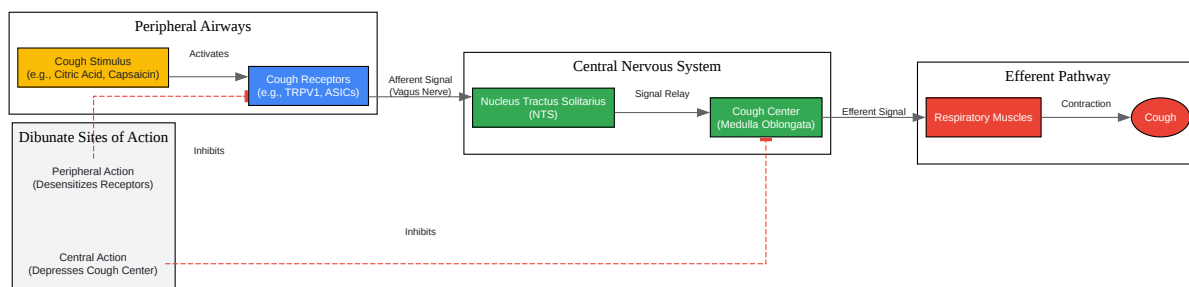 Peripheral Airways
Cough Stimulus
(e.g., Citric Acid, Capsaicin)
Activates
Cough Receptors
(e.g., TRPV1, ASICs)
Afferent Signal
(Vagus Nerve)
Central Nervous System
Nucleus Tractus Solitarius
(NTS)
Signal Relay
Cough Center
(Medulla Oblongata)
Efferent Signal
Efferent Pathway
Respiratory Muscles
Contraction
Cough
Dibunate Sites of Action
Peripheral Action
(Desensitizes Receptors)
Inhibits
Central Action
(Depresses Cough Center)
Inhibits